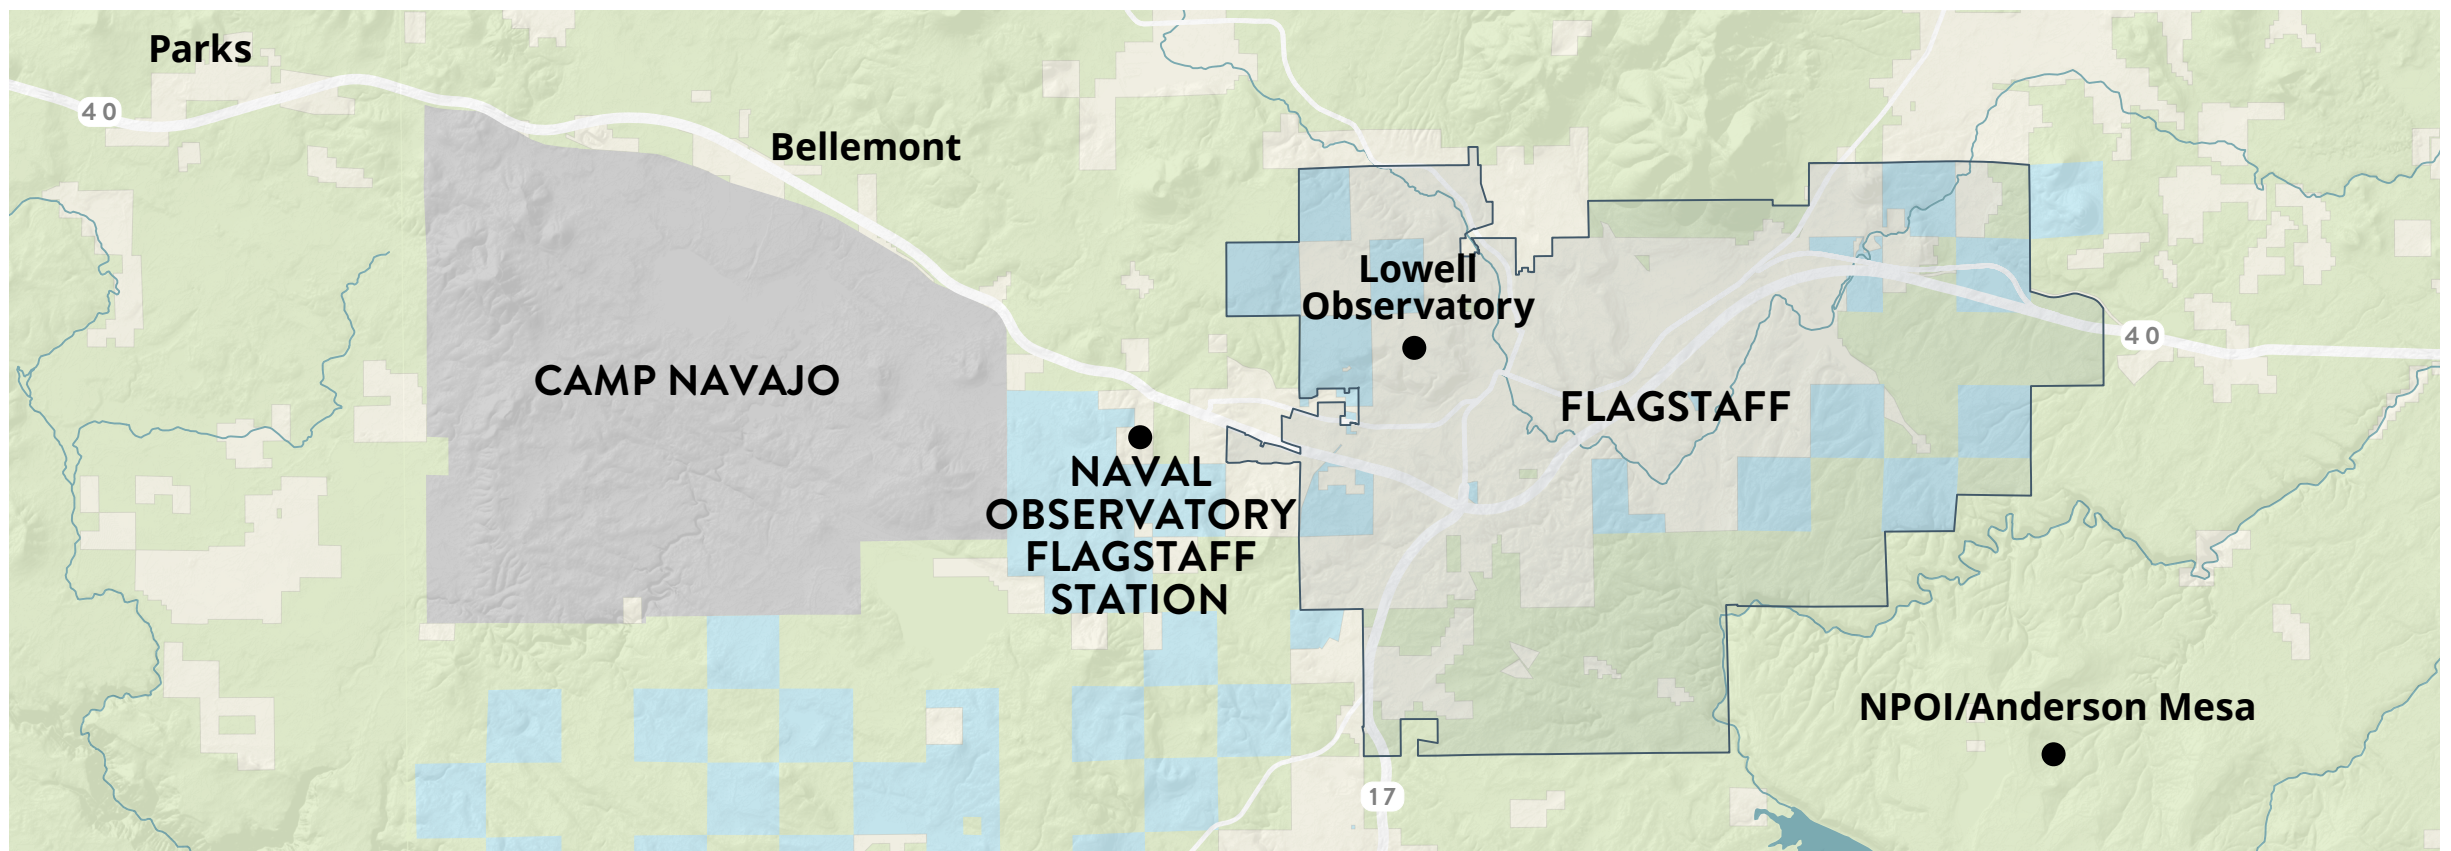 Parks
40
Bellemont
Lowell
Observatory
40
CAMP NAVAJO
FLAGSTAFF
NAVAL
OBSERVATORY
FLAGSTAFF
STATION
NPOI/Anderson Mesa
17